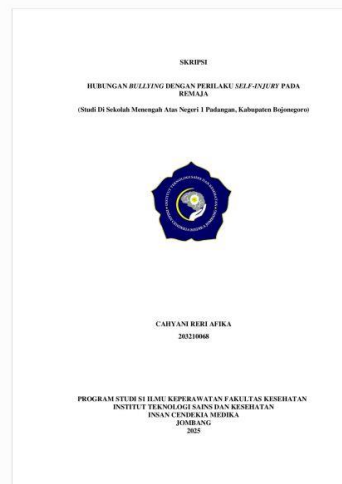 SKRIPSI
HUBUNGAN BULLYING DENGAN PERILAKU SELF-INJURY PADA
REMAJA
(Studi Di Sekolah Menengah Atas Negeri 1 Padangan, Kabupaten Bojonegoro)
CAHYANI RERI AFIKA
203210068
PROGRAM STUDI S1 ILMU KEPERAWATAN FAKULTAS KESEHATAN
INSTITUT TEKNOLOGI SAINS DAN KESEHATAN
INSAN CENDEKIA MEDIKA
JOMBANG
2025